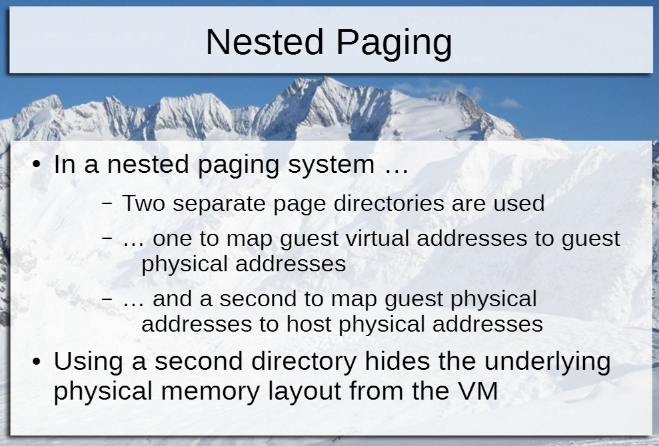 Nested Paging
• In a nested paging system …
– Two separate page directories are used
– … one to map guest virtual addresses to guest
physical addresses
– … and a second to map guest physical
addresses to host physical addresses
• Using a second directory hides the underlying
physical memory layout from the VM